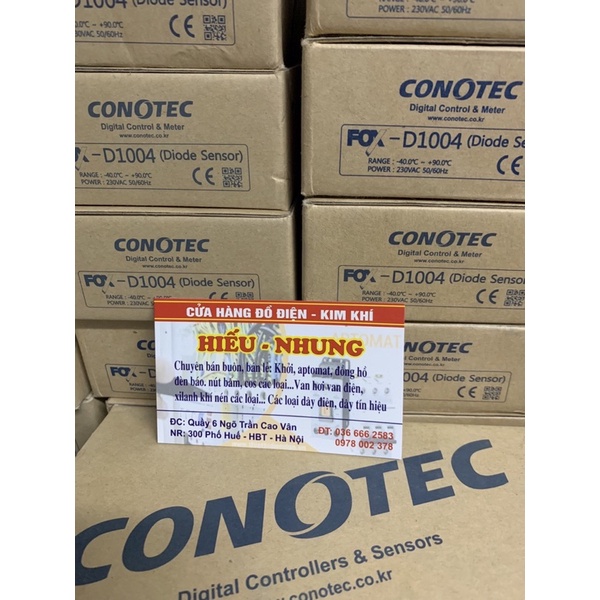 D1004 (Diode Sensor)
RANGE : -40.0℃ ~ +90.0℃
POWER : 230VAC 50/60Hz
CE
-40.0℃ ~ +90.0℃
230VAC 50/60Hz
CONOTEC
Digital Control & Meter
www.conotec.co.kr
FOX-D1004 (Diode Sensor)
RANGE : -40.0℃ ~ +90.0℃
POWER : 230VAC 50/60Hz
CE
CONOTEC
Digital Control & Meter
www.conotec.co.kr
FOX-D1004 (Diode Sensor)
RANGE : -40.0℃ ~ +90.0℃
POWER : 230VAC 50/60Hz
CE
CONOTEC
Digital Control & Meter
www.conotec.co.kr
FOX-D1004 (Diode Sensor)
RANGE : -40.0℃ ~ +90.0℃
CE
CONOTEC
Digital Control & Meter
www.conotec.co.kr
FOX-D1004 (Diode Sensor)
RANGE : -40.0℃ ~ +90.0℃
POWER : 230VAC 50/60Hz
CE
CỬA HÀNG ĐỒ ĐIỆN - KIM KHÍ
HIẾU - NHUNG
APTOMAT
Chuyên bán buôn, bán lẻ: Khởi, aptomat, đồng hồ
đèn báo, nút bấm, cos các loại...Van hơi van điện,
xilanh khí nén các loại... Các loại dây điện, dây tín hiệu
ĐC: Quầy 6 Ngõ Trần Cao Vân
NR: 300 Phố Huế - HBT - Hà Nội
ĐT: 036 666 2583
0978 002 378
CONOTEC
Digital Controllers & Sensors
www.conotec.co.kr